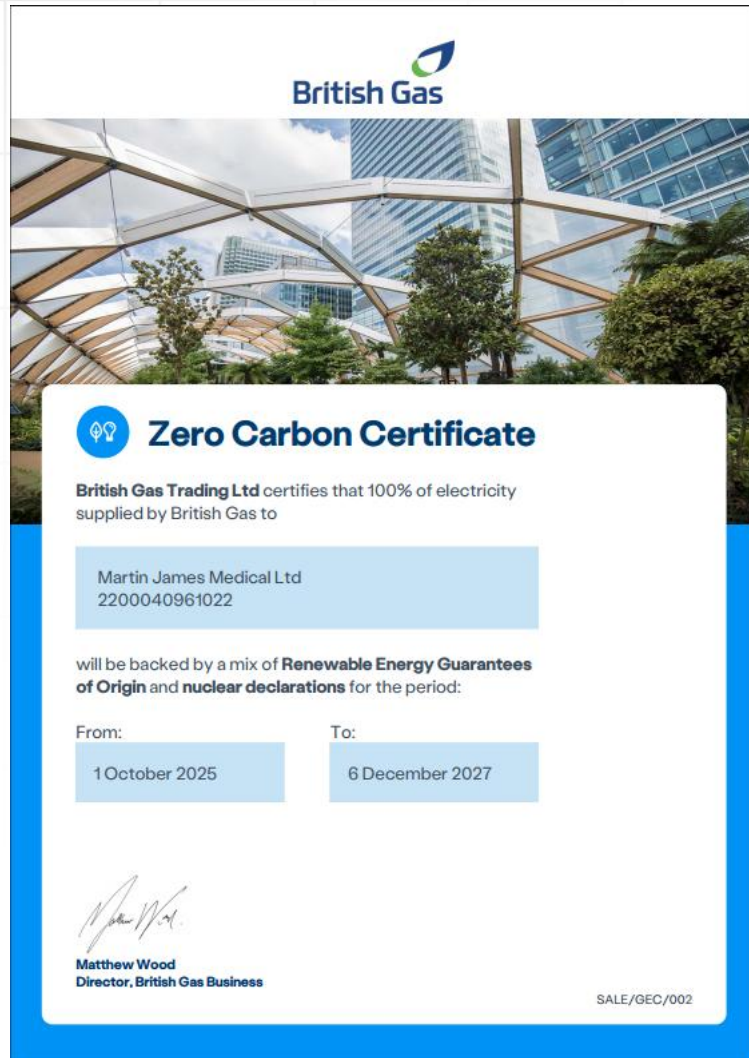 British Gas
Zero Carbon Certificate
British Gas Trading Ltd certifies that 100% of electricity
supplied by British Gas to
Martin James Medical Ltd
2200040961022
will be backed by a mix of Renewable Energy Guarantees
of Origin and nuclear declarations for the period:
From:
1 October 2025
To:
6 December 2027
Matthew Wood
Director, British Gas Business
SALE/GEC/002